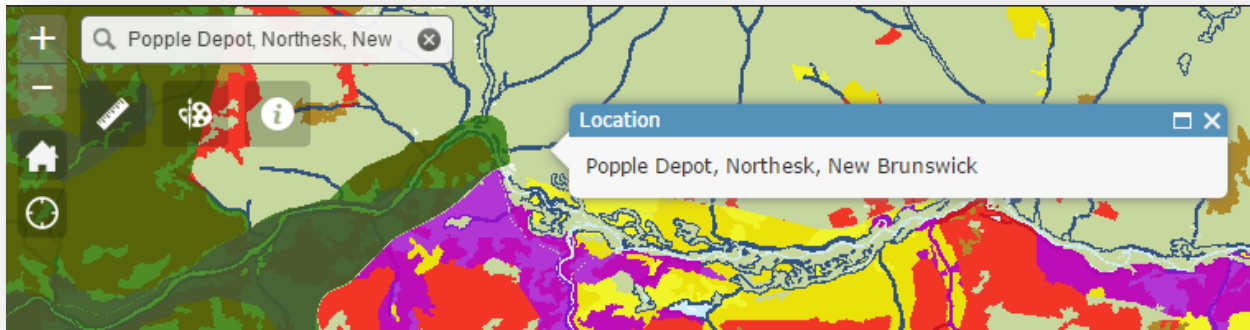 Popple Depot, Northesk, New
Location
Popple Depot, Northesk, New Brunswick